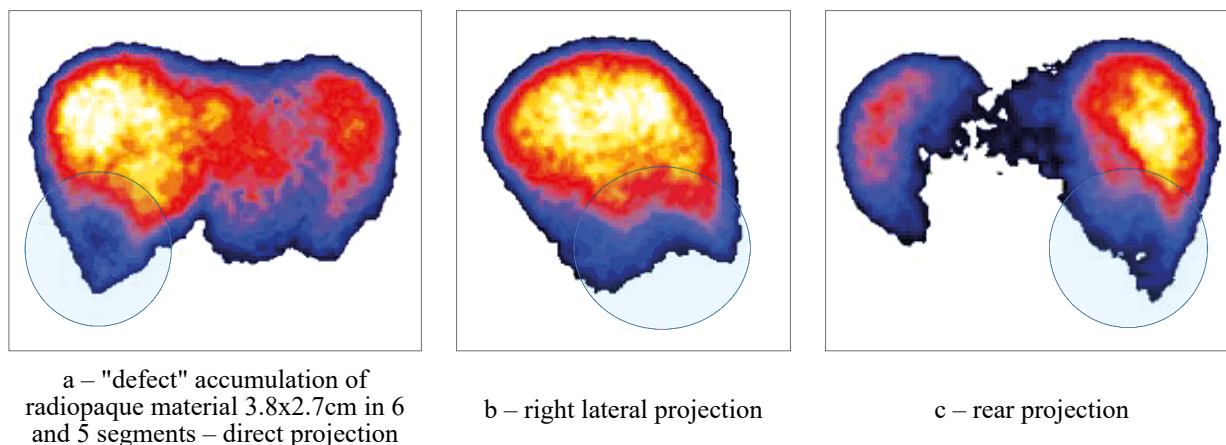 a – "defect" accumulation of
radiopaque material 3.8x2.7cm in 6
and 5 segments – direct projection
b – right lateral projection
c – rear projection